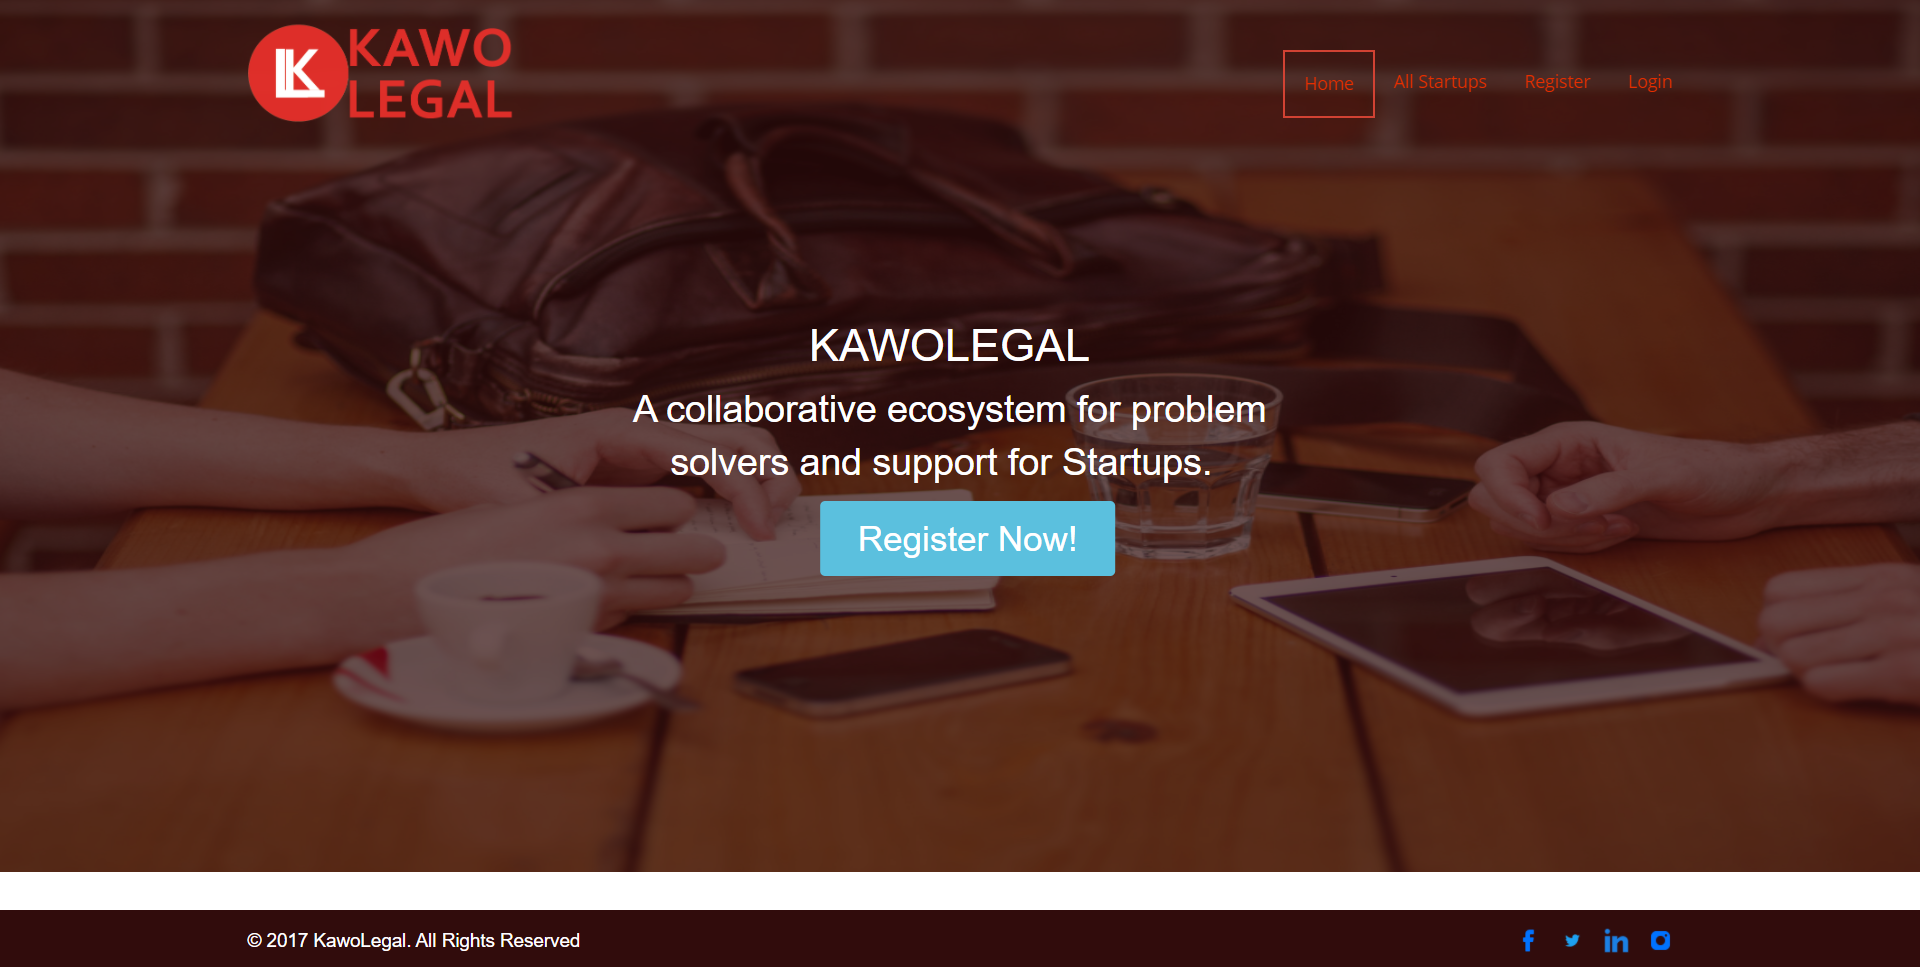 KAWO
LEGAL
Home
All Startups
Register
Login
KAWOLEGAL
A collaborative ecosystem for problem
solvers and support for Startups.
Register Now!
© 2017 KawoLegal. All Rights Reserved